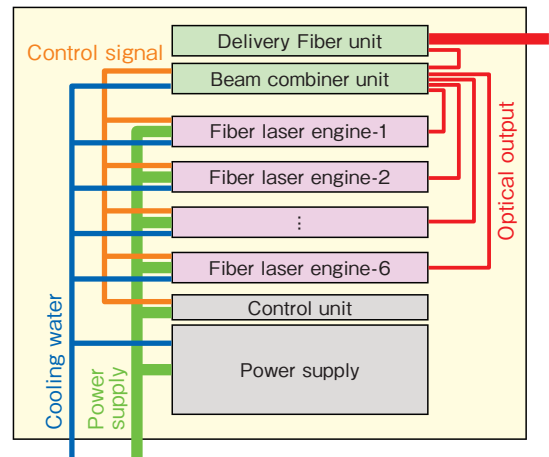 Delivery Fiber unit
Control signal
Beam combiner unit
Fiber laser engine-1
Fiber laser engine-2
⋮
Fiber laser engine-6
Control unit
Power supply
Optical output
Cooling water
Power
supply